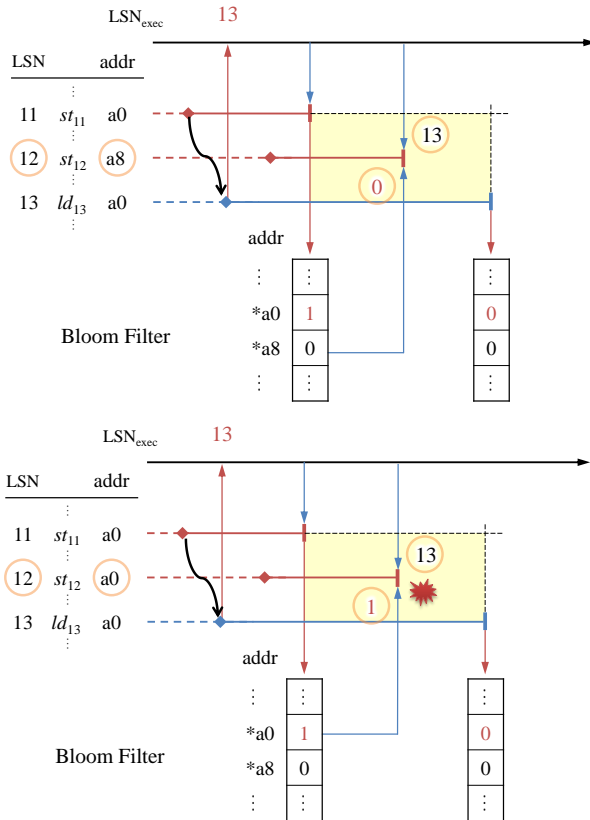 LSNexec 13
LSN addr
⋮
11 st11 a0
⋮
12 st12 a8
13
⋮
0
13 ld13 a0
⋮
addr
⋮ ⋮ ⋮
*a0 1 0
Bloom Filter
*a8 0 0
⋮ ⋮ ⋮
LSNexec 13
LSN addr
⋮
11 st11 a0
⋮
13
12 st12 a0
⋮
1
13 ld13 a0
⋮
addr
⋮ ⋮ ⋮
*a0 1 0
Bloom Filter
*a8 0 0
⋮ ⋮ ⋮